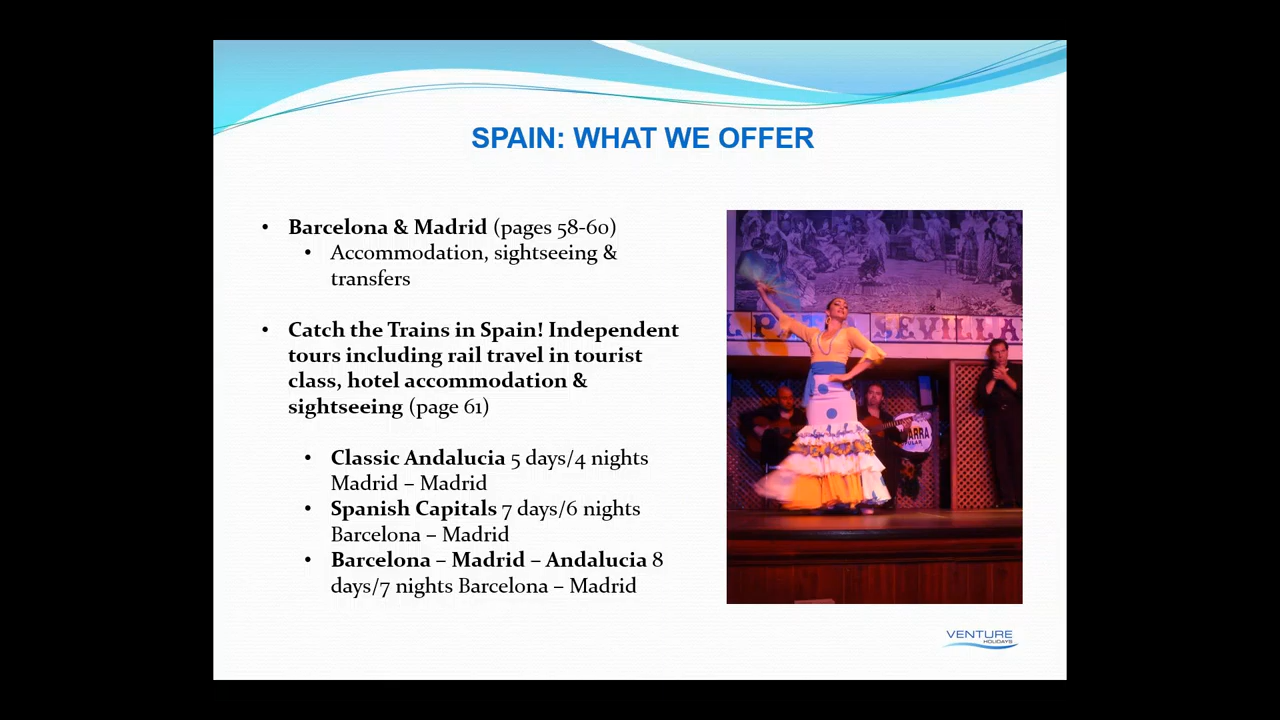 SPAIN: WHAT WE OFFER
• Barcelona & Madrid (pages 58-60)
• Accommodation, sightseeing &
transfers
• Catch the Trains in Spain! Independent
tours including rail travel in tourist
class, hotel accommodation &
sightseeing (page 61)
• Classic Andalucia 5 days/4 nights
Madrid – Madrid
• Spanish Capitals 7 days/6 nights
Barcelona – Madrid
• Barcelona – Madrid – Andalucia 8
days/7 nights Barcelona – Madrid
SEVILLA
VENTURE
HOLIDAYS